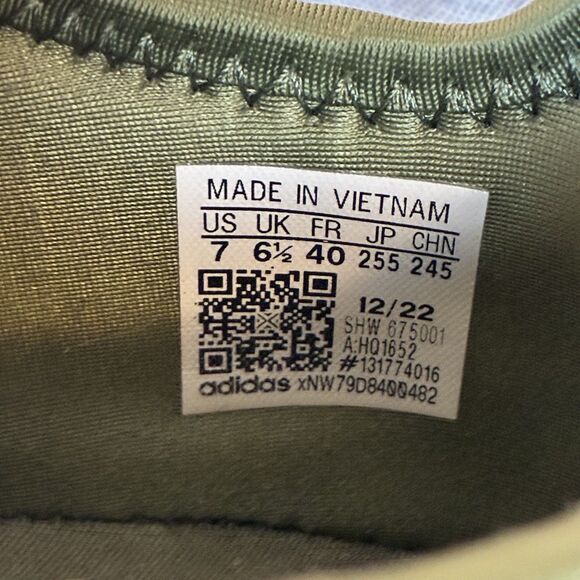 MADE IN VIETNAM
US UK FR JP CHN
7 6½ 40 255 245
12/22
SHW 675001
A:HQ1652
#131774016
adidas xNW79D8400482